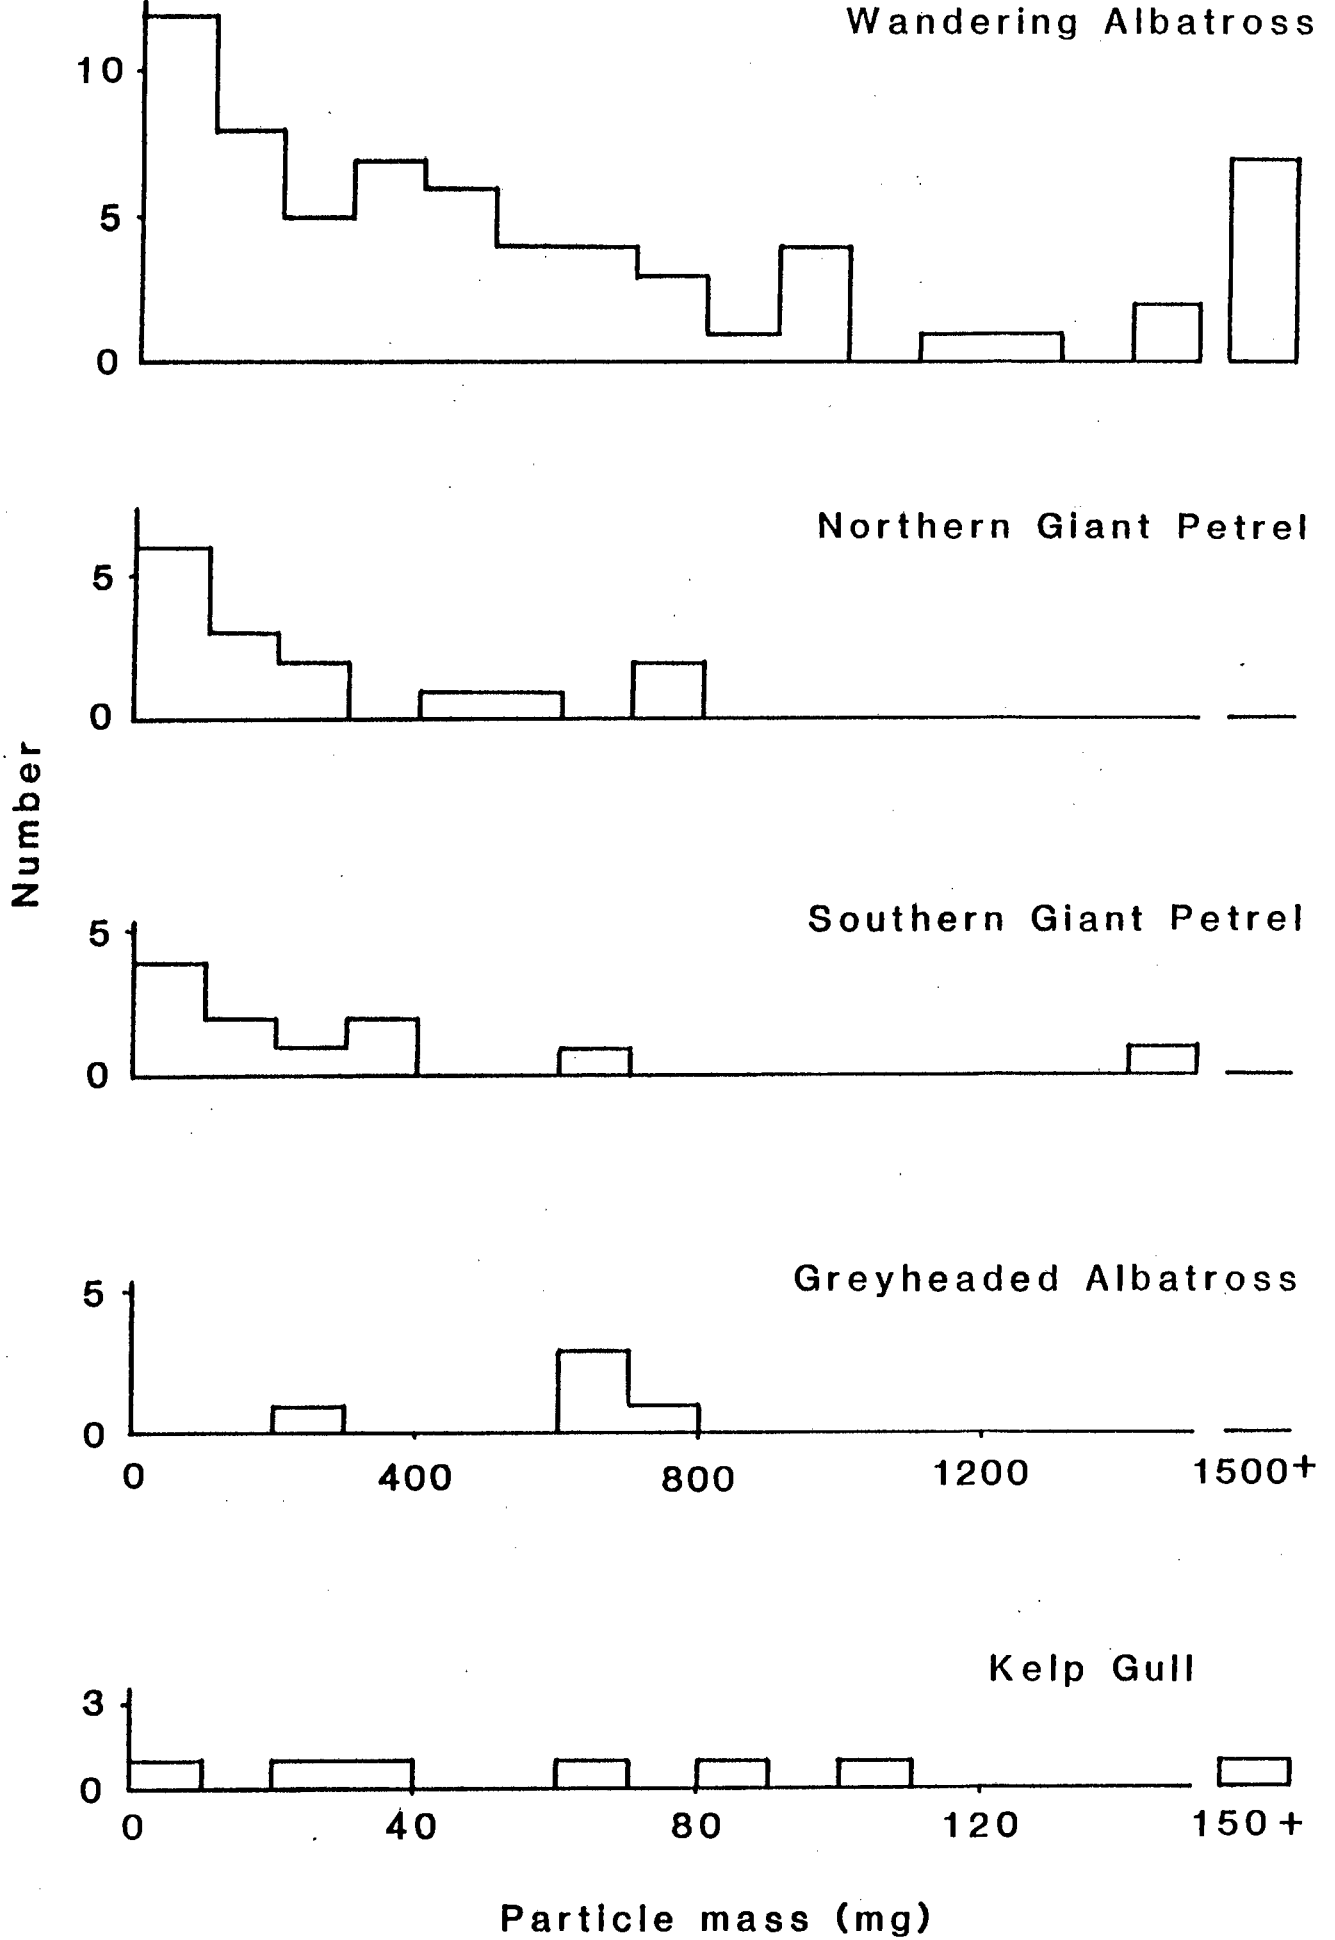 Wandering Albatross
10
5
0
Northern Giant Petrel
5
0
Number
Southern Giant Petrel
5
0
Greyheaded Albatross
5
0
0 400 800 1200 1500+
Kelp Gull
3
0
0 40 80 120 150+
Particle mass (mg)